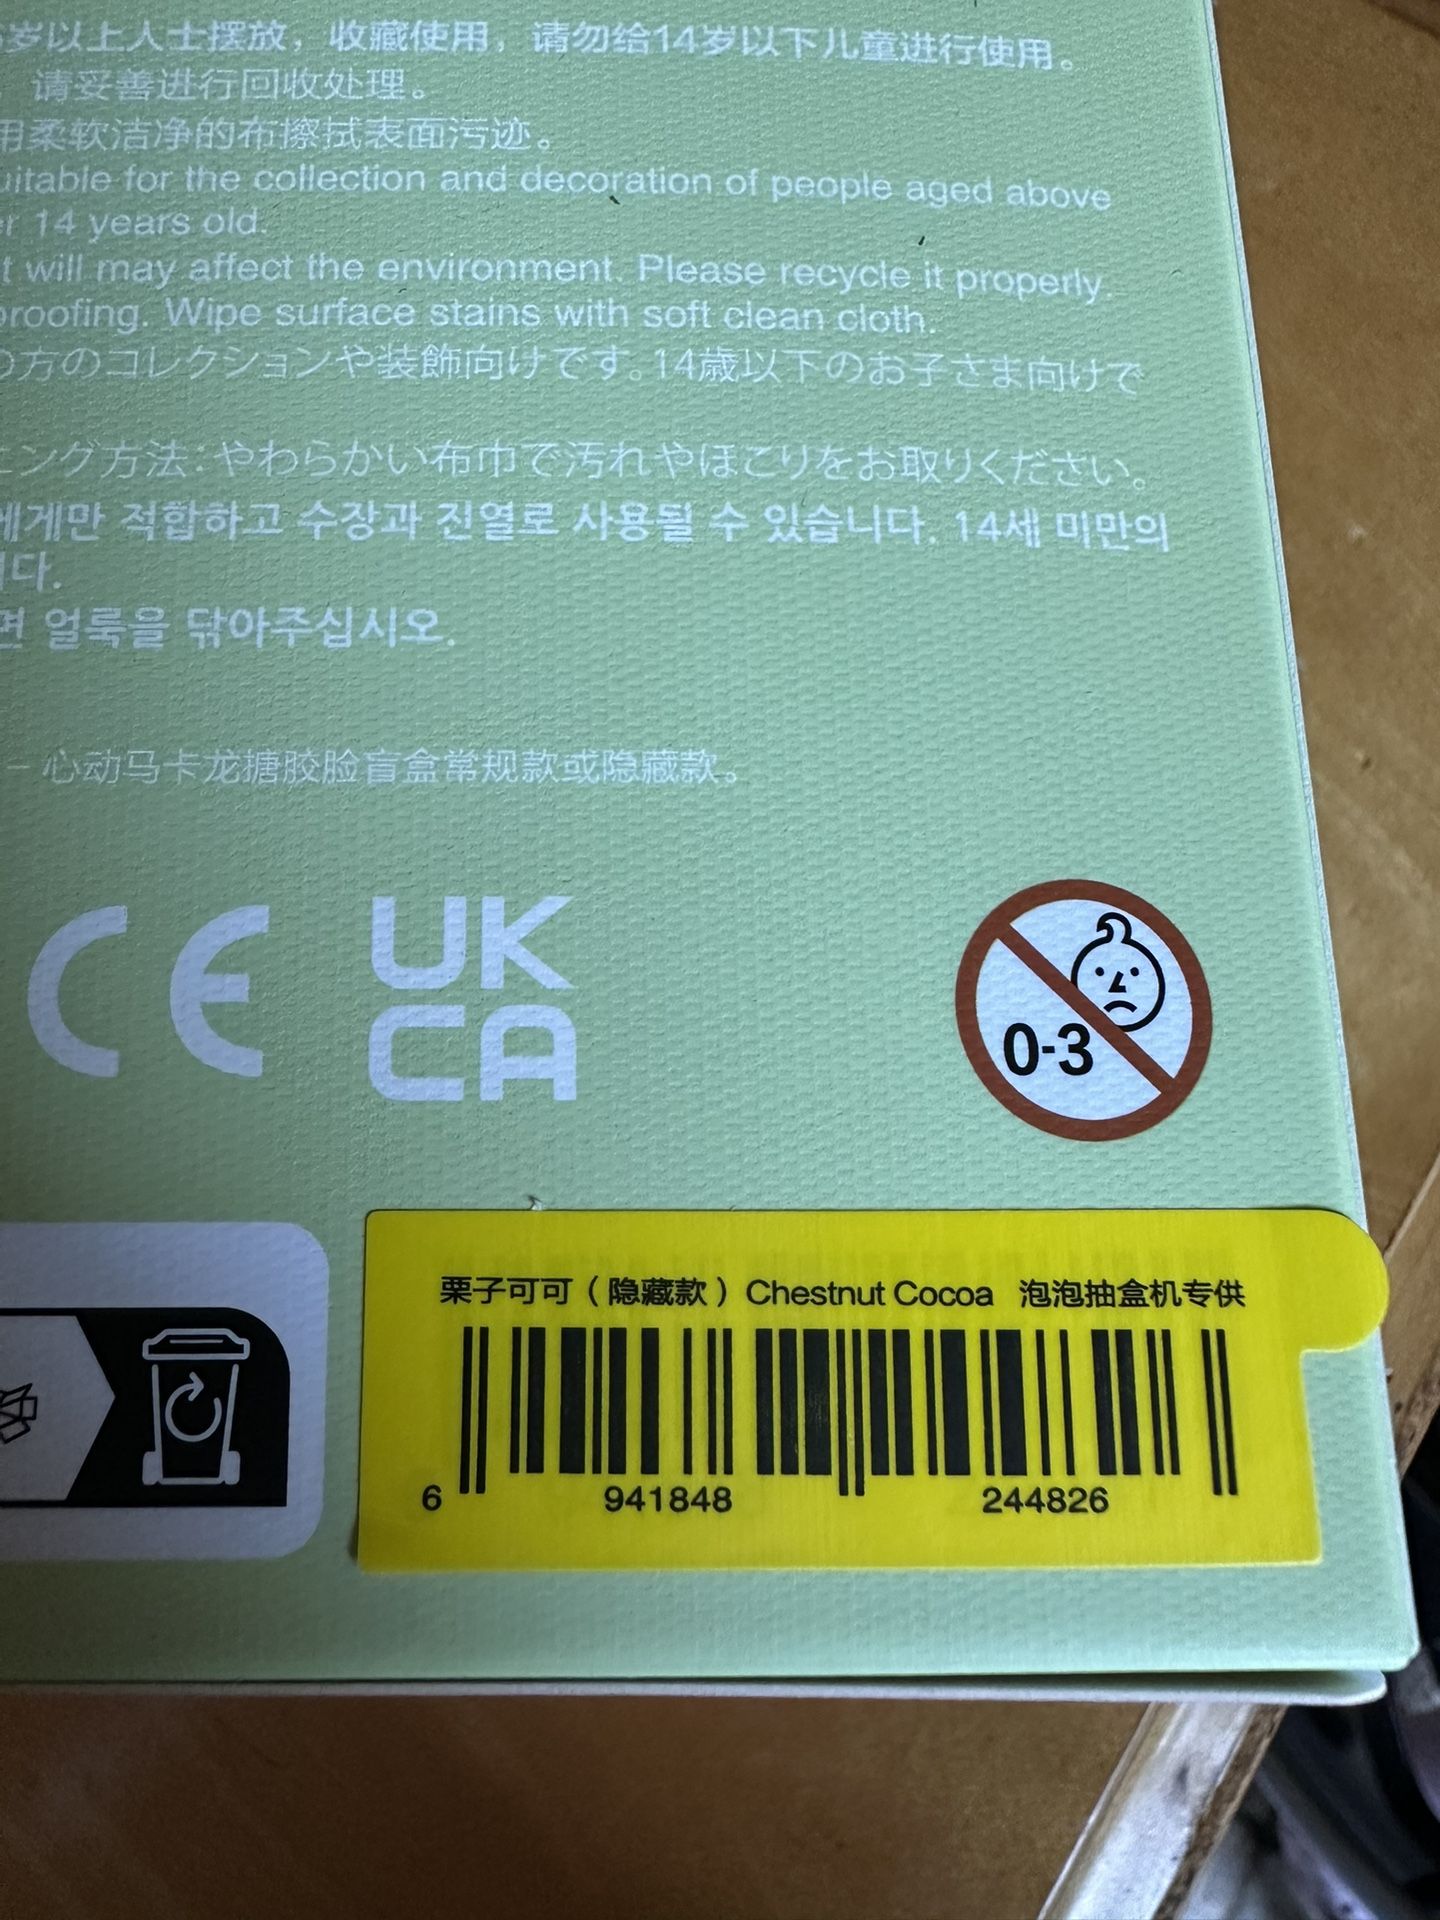 岁以上人士摆放，收藏使用，请勿给14岁以下儿童进行使用。
请妥善进行回收处理。
用柔软洁净的布擦拭表面污迹。
uitable for the collection and decoration of people aged above
er 14 years old.
t will may affect the environment. Please recycle it properly.
proofing. Wipe surface stains with soft clean cloth.
の方のコレクションや装飾向けです。14歳以下のお子さま向けで
ニング方法：やわらかい布巾で汚れやほこりをお取りください。
에게만 적합하고 수장과 진열로 사용될 수 있습니다. 14세 미만의
니다.
면 얼룩을 닦아주십시오.
– 心动马卡龙搪胶脸盲盒常规款或隐藏款。
CE
UK
CA
0-3
栗子可可（隐藏款）Chestnut Cocoa 泡泡抽盒机专供
6 941848 244826